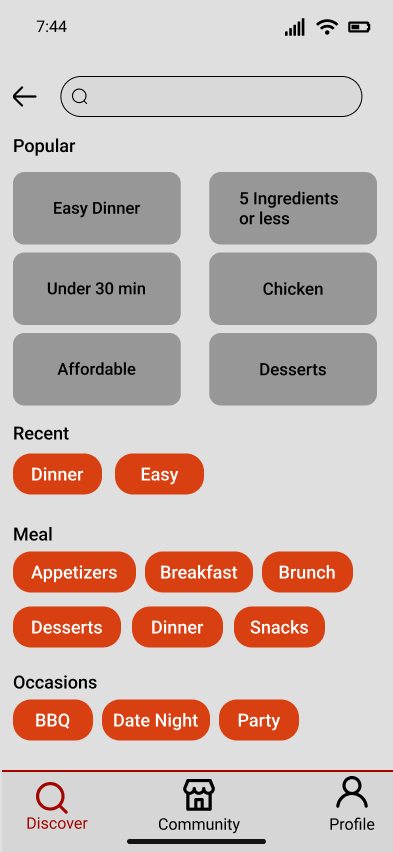 7:44
Popular
Easy Dinner
5 Ingredients
or less
Under 30 min
Chicken
Affordable
Desserts
Recent
Dinner
Easy
Meal
Appetizers
Breakfast
Brunch
Desserts
Dinner
Snacks
Occasions
BBQ
Date Night
Party
Discover
Community
Profile